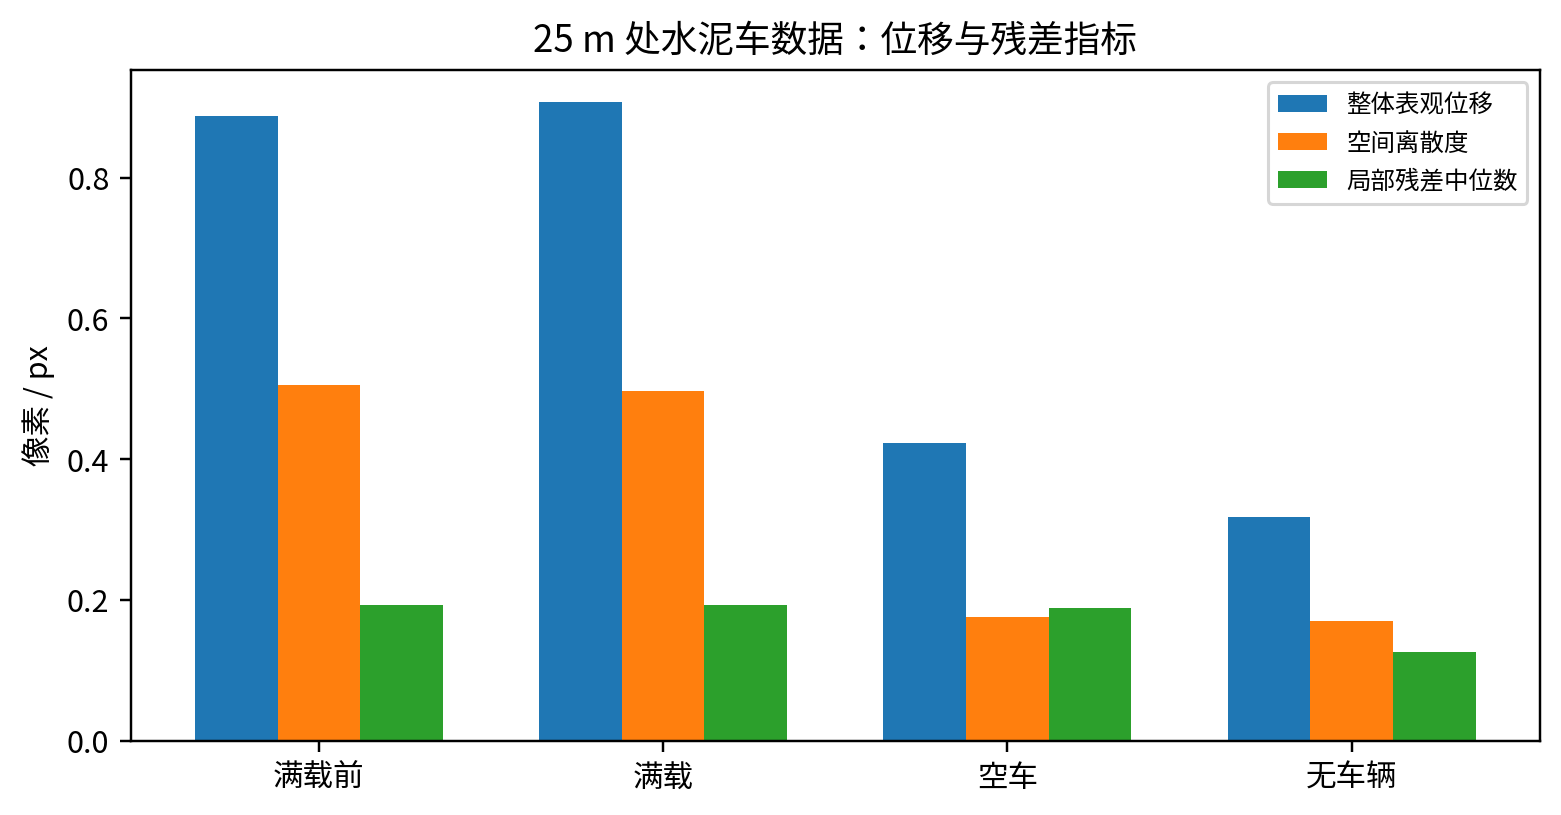 25 m 处水泥车数据：位移与残差指标
整体表观位移
空间离散度
局部残差中位数
像素 / px
0.8
0.6
0.4
0.2
0.0
满载前
满载
空车
无车辆